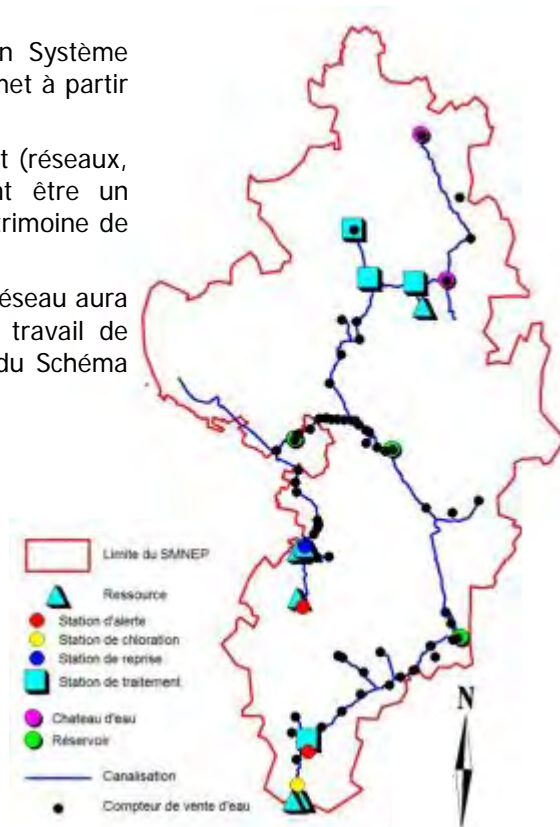 n Système
net à partir
t (réseaux,
nt être un
trimoine de
éseau aura
travail de
du Schéma
Limite du SMNEP
Ressource
Station d'alerte
Station de chloration
Station de reprise
Station de traitement
Chateau d'eau
Réservoir
Canalisation
Compteur de vente d'eau
N